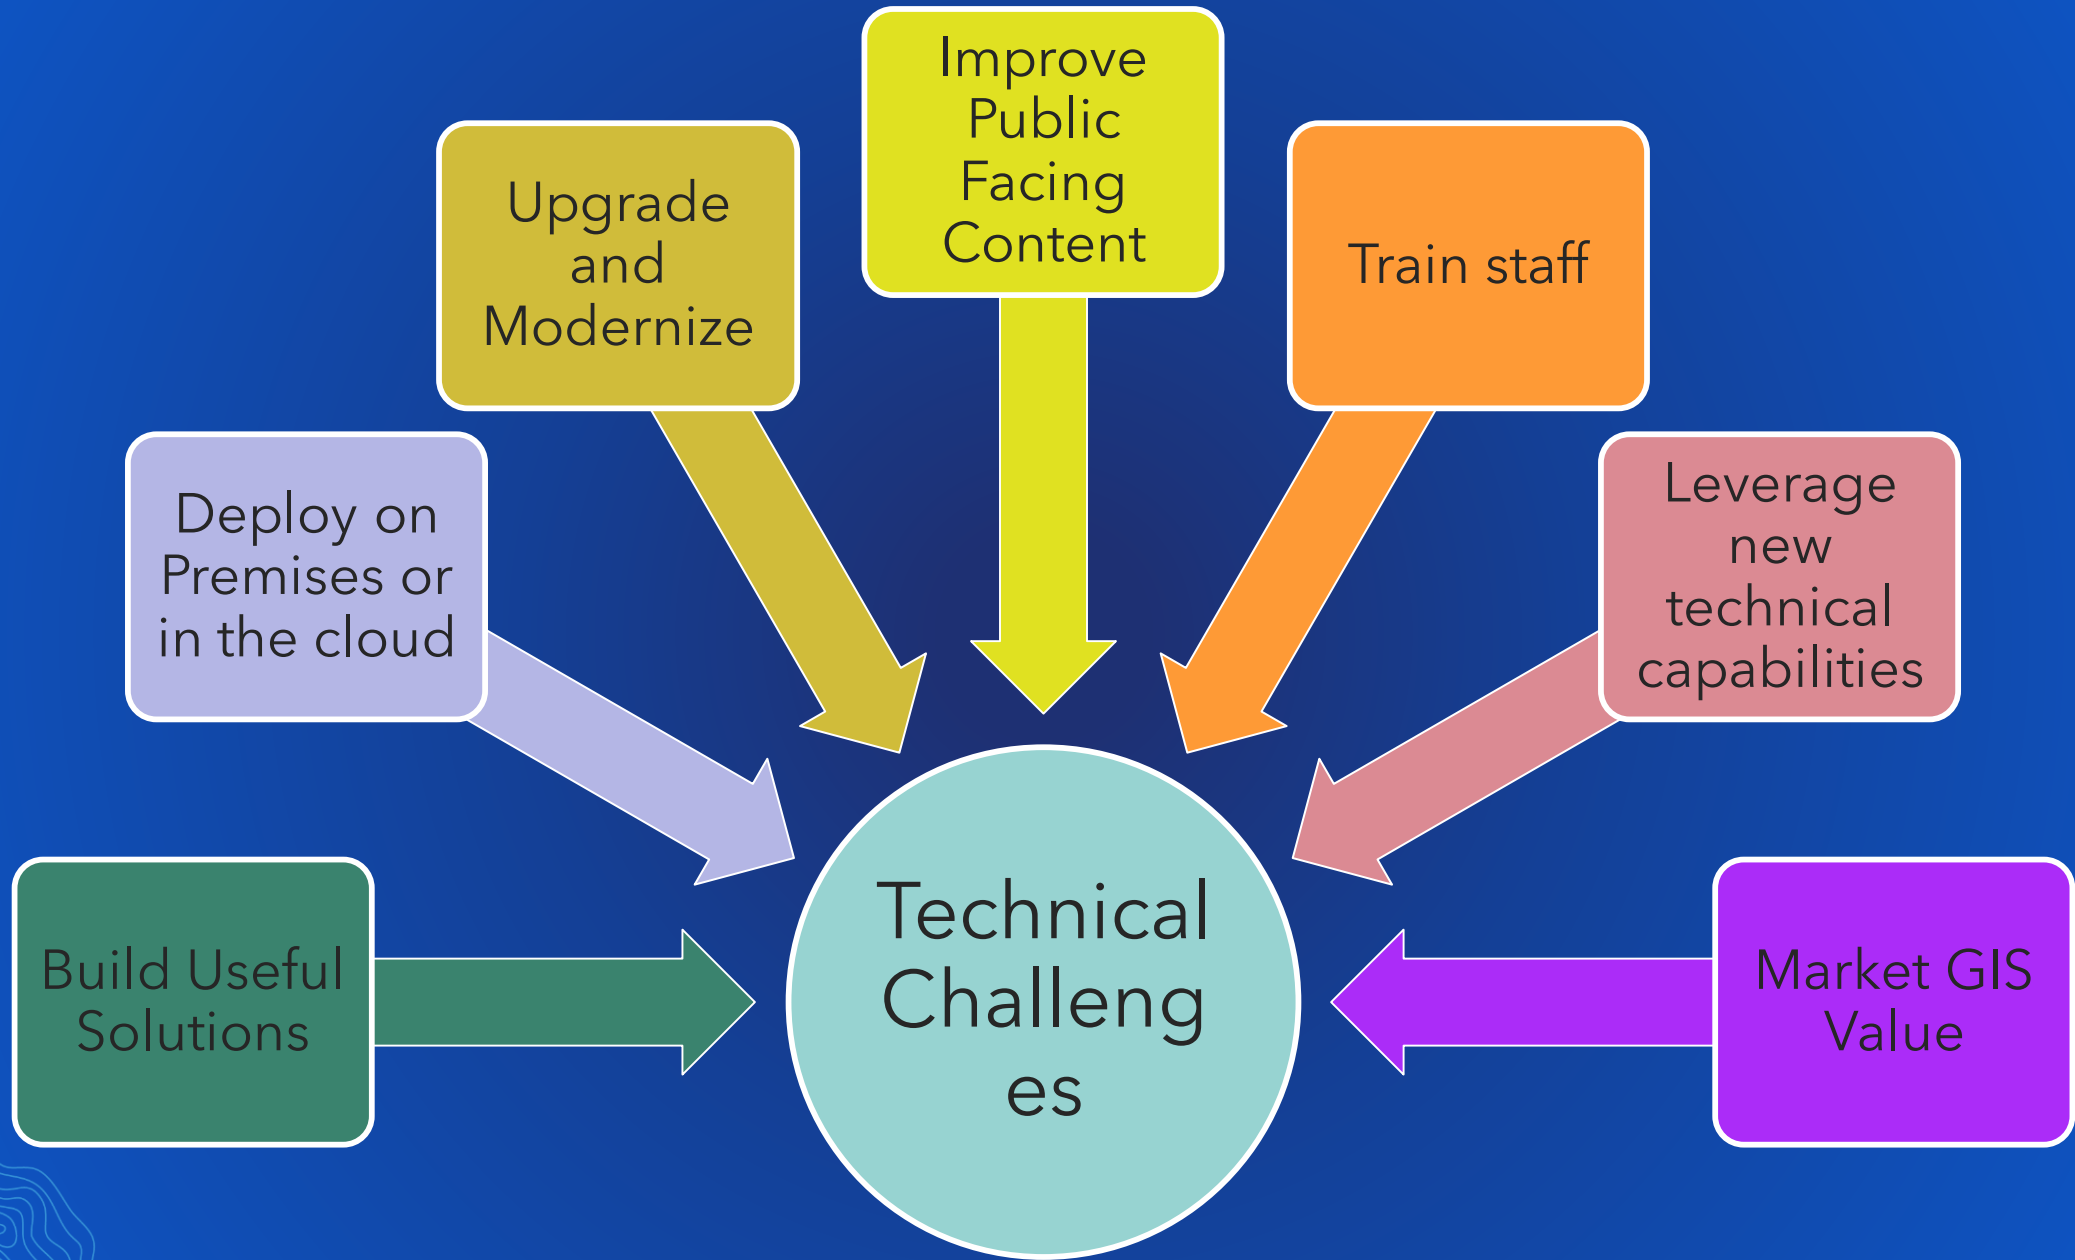 Improve
Public
Facing
Content
Upgrade
and
Modernize
Train staff
Deploy on
Premises or
in the cloud
Leverage
new
technical
capabilities
Build Useful
Solutions
Technical
Challeng
es
Market GIS
Value